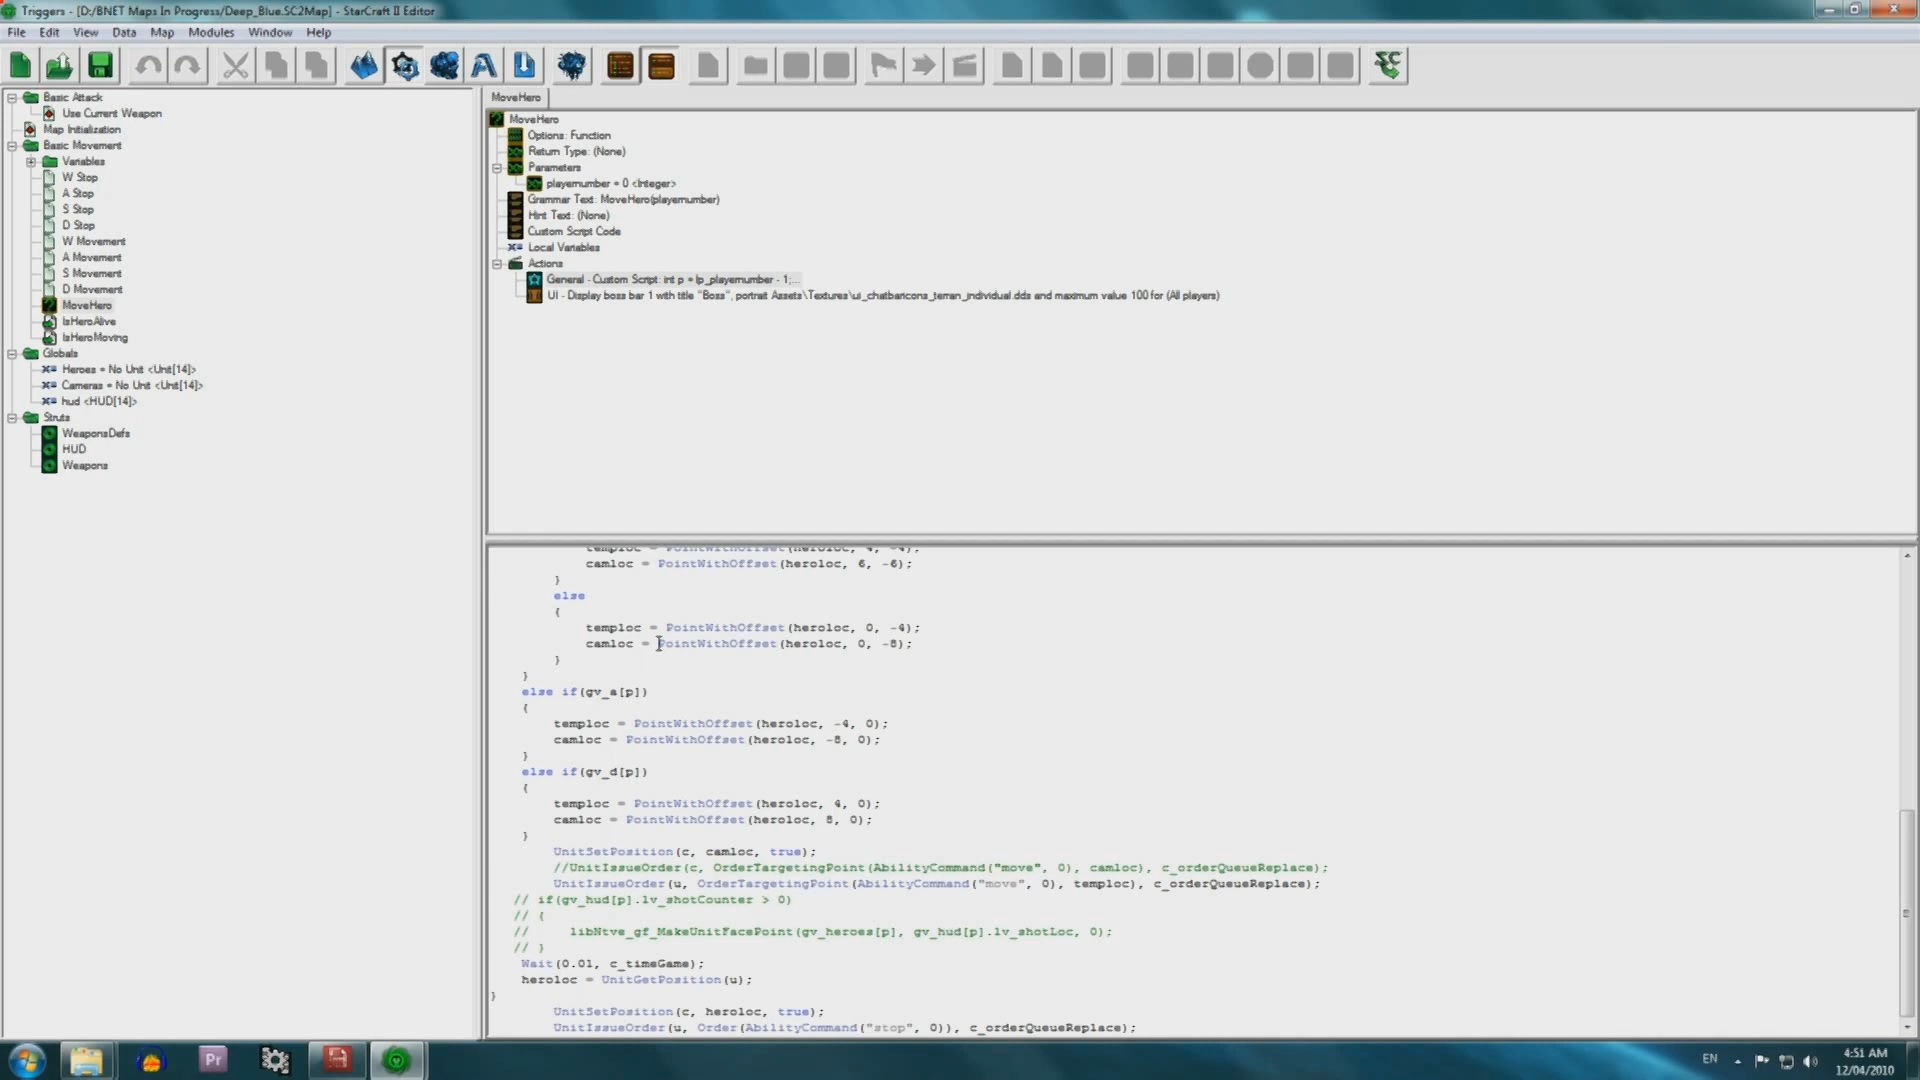 Triggers - [D:/BNET Maps In Progress/Deep_Blue.SC2Map] - StarCraft II Editor
File Edit View Data Map Modules Window Help
Basic Attack
Use Current Weapon
Map Initialization
Basic Movement
Variables
W Stop
A Stop
S Stop
D Stop
W Movement
A Movement
S Movement
D Movement
MoveHero
IsHeroAlive
IsHeroMoving
Globals
Heroes = No Unit <Unit[14]>
Cameras = No Unit <Unit[14]>
hud <HUD[14]>
Struts
WeaponsDefs
HUD
Weapons
MoveHero
MoveHero
Options: Function
Return Type: (None)
Parameters
playernumber = 0 <Integer>
Grammar Text: MoveHero(playernumber)
Hint Text: (None)
Custom Script Code
Local Variables
Actions
General - Custom Script: int p = lp_playernumber - 1;...
UI - Display boss bar 1 with title "Boss", portrait Assets\Textures\ui_chatbaricons_terran_individual.dds and maximum value 100 for (All players)
temploc = PointWithOffset(heroloc, 4, -4);
camloc = PointWithOffset(heroloc, 6, -6);
}
else
{
temploc = PointWithOffset(heroloc, 0, -4);
camloc = PointWithOffset(heroloc, 0, -8);
}
}
else if(gv_a[p])
{
temploc = PointWithOffset(heroloc, -4, 0);
camloc = PointWithOffset(heroloc, -8, 0);
}
else if(gv_d[p])
{
temploc = PointWithOffset(heroloc, 4, 0);
camloc = PointWithOffset(heroloc, 8, 0);
}
UnitSetPosition(c, camloc, true);
//UnitIssueOrder(c, OrderTargetingPoint(AbilityCommand("move", 0), camloc), c_orderQueueReplace);
UnitIssueOrder(u, OrderTargetingPoint(AbilityCommand("move", 0), temploc), c_orderQueueReplace);
// if(gv_hud[p].lv_shotCounter > 0)
// {
// libNtve_gf_MakeUnitFacePoint(gv_heroes[p], gv_hud[p].lv_shotLoc, 0);
// }
Wait(0.01, c_timeGame);
heroloc = UnitGetPosition(u);
}
UnitSetPosition(c, heroloc, true);
UnitIssueOrder(u, Order(AbilityCommand("stop", 0)), c_orderQueueReplace);
Pr
EN
4:51 AM
12/04/2010